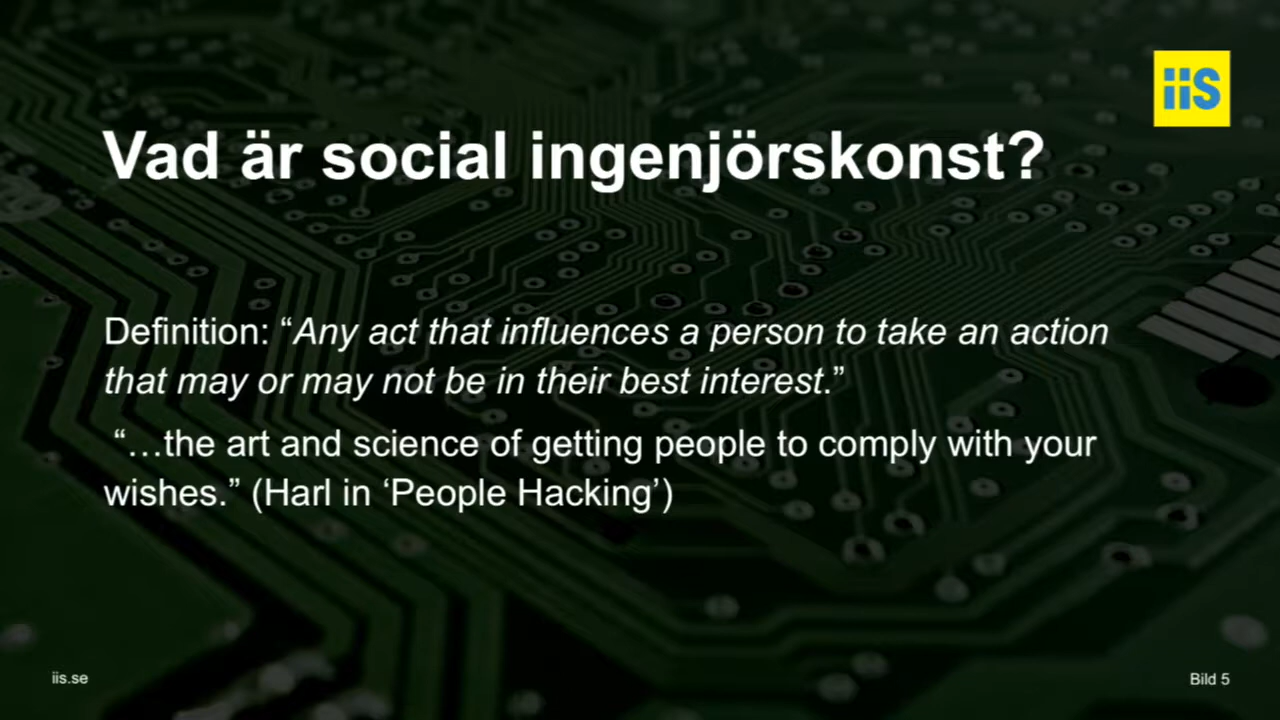 iis
Vad är social ingenjörskonst?
Definition: “Any act that influences a person to take an action
that may or may not be in their best interest.”
“…the art and science of getting people to comply with your
wishes.” (Harl in ‘People Hacking’)
iis.se
Bild 5